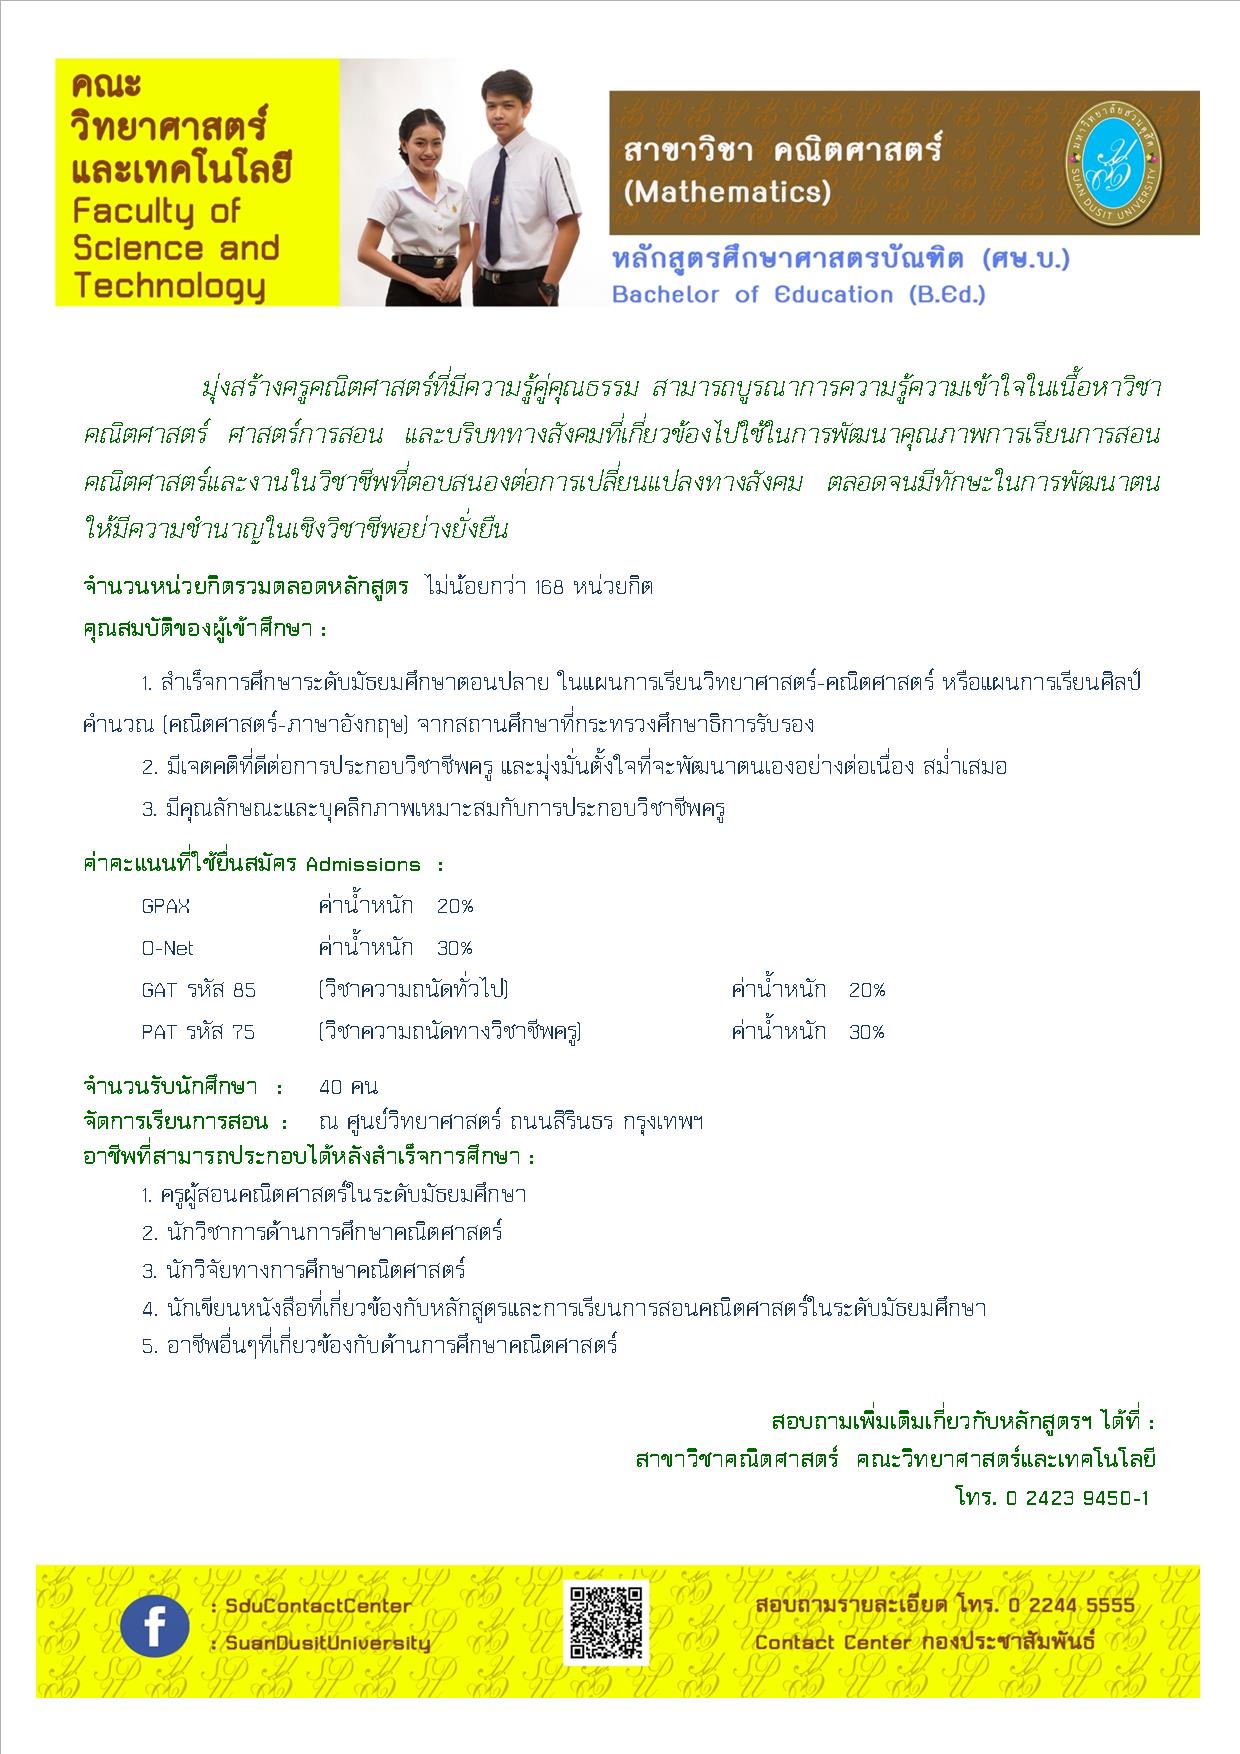 คณะ
วิทยาศาสตร์
และเทคโนโลยี
Faculty of
Science and
Technology
สาขาวิชา คณิตศาสตร์
(Mathematics)
มหาวิทยาลัยสวนดุสิต
SUAN DUSIT UNIVERSITY
หลักสูตรศึกษาศาสตรบัณฑิต (ศษ.บ.)
Bachelor of Education (B.Ed.)
มุ่งสร้างครูคณิตศาสตร์ที่มีความรู้คู่คุณธรรม สามารถบูรณาการความรู้ความเข้าใจในเนื้อหาวิชา
คณิตศาสตร์ ศาสตร์การสอน และบริบททางสังคมที่เกี่ยวข้องไปใช้ในการพัฒนาคุณภาพการเรียนการสอน
คณิตศาสตร์และงานในวิชาชีพที่ตอบสนองต่อการเปลี่ยนแปลงทางสังคม ตลอดจนมีทักษะในการพัฒนาตน
ให้มีความชำนาญในเชิงวิชาชีพอย่างยั่งยืน
จำนวนหน่วยกิตรวมตลอดหลักสูตร ไม่น้อยกว่า 168 หน่วยกิต
คุณสมบัติของผู้เข้าศึกษา :
1. สำเร็จการศึกษาระดับมัธยมศึกษาตอนปลาย ในแผนการเรียนวิทยาศาสตร์-คณิตศาสตร์ หรือแผนการเรียนศิลป์
คำนวณ (คณิตศาสตร์-ภาษาอังกฤษ) จากสถานศึกษาที่กระทรวงศึกษาธิการรับรอง
2. มีเจตคติที่ดีต่อการประกอบวิชาชีพครู และมุ่งมั่นตั้งใจที่จะพัฒนาตนเองอย่างต่อเนื่อง สม่ำเสมอ
3. มีคุณลักษณะและบุคลิกภาพเหมาะสมกับการประกอบวิชาชีพครู
ค่าคะแนนที่ใช้ยื่นสมัคร Admissions :
GPAX ค่าน้ำหนัก 20%
O-Net ค่าน้ำหนัก 30%
GAT รหัส 85 (วิชาความถนัดทั่วไป) ค่าน้ำหนัก 20%
PAT รหัส 75 (วิชาความถนัดทางวิชาชีพครู) ค่าน้ำหนัก 30%
จำนวนรับนักศึกษา : 40 คน
จัดการเรียนการสอน : ณ ศูนย์วิทยาศาสตร์ ถนนสิรินธร กรุงเทพฯ
อาชีพที่สามารถประกอบได้หลังสำเร็จการศึกษา :
1. ครูผู้สอนคณิตศาสตร์ในระดับมัธยมศึกษา
2. นักวิชาการด้านการศึกษาคณิตศาสตร์
3. นักวิจัยทางการศึกษาคณิตศาสตร์
4. นักเขียนหนังสือที่เกี่ยวข้องกับหลักสูตรและการเรียนการสอนคณิตศาสตร์ในระดับมัธยมศึกษา
5. อาชีพอื่นๆที่เกี่ยวข้องกับด้านการศึกษาคณิตศาสตร์
สอบถามเพิ่มเติมเกี่ยวกับหลักสูตรฯ ได้ที่ :
สาขาวิชาคณิตศาสตร์ คณะวิทยาศาสตร์และเทคโนโลยี
โทร. 0 2423 9450-1
: SduContactCenter
: SuanDusitUniversity
สอบถามรายละเอียด โทร. 0 2244 5555
Contact Center กองประชาสัมพันธ์